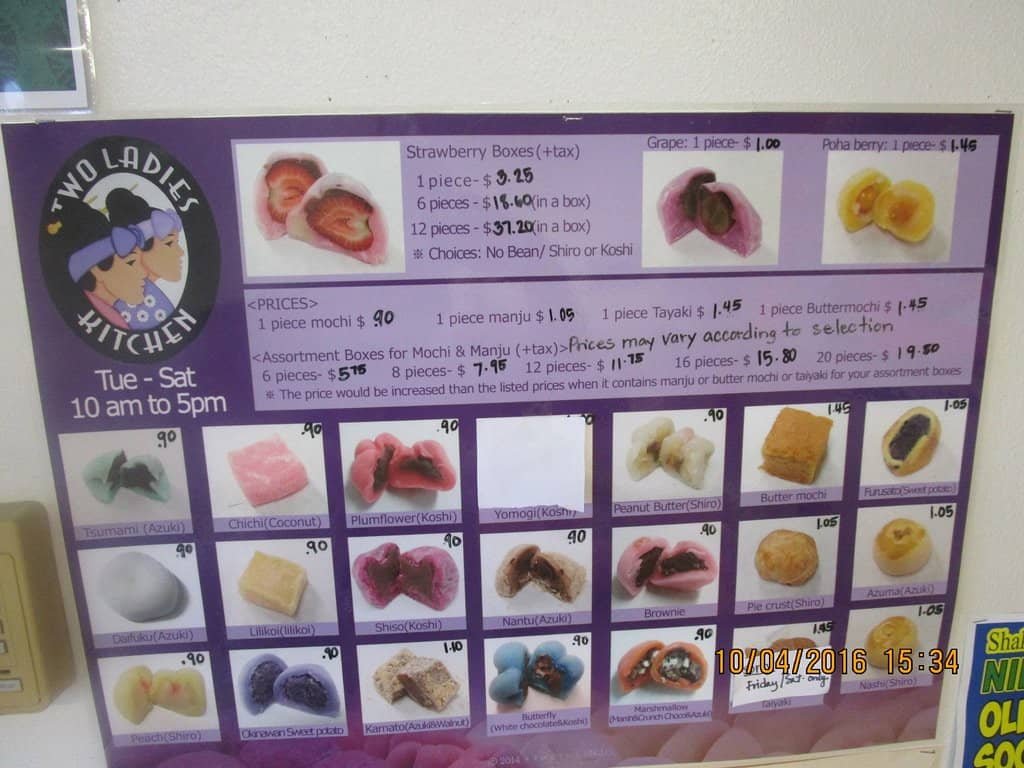 TWO LADIES
KITCHEN
Tue - Sat
10 am to 5pm
Strawberry Boxes (+tax)
1 piece- $ 3.25
6 pieces - $ 18.60 (in a box)
12 pieces - $ 37.20 (in a box)
※ Choices: No Bean/ Shiro or Koshi
Grape: 1 piece- $ 1.00
Poha berry: 1 piece- $ 1.45
<PRICES>
1 piece mochi $ .90
1 piece manju $ 1.05
1 piece Tayaki $ 1.45
1 piece Buttermochi $ 1.45
<Assortment Boxes for Mochi & Manju (+tax)> Prices may vary according to selection
6 pieces- $ 5.75
8 pieces- $ 7.95
12 pieces- $ 11.75
16 pieces- $ 15.80
20 pieces- $ 19.50
※ The price would be increased than the listed prices when it contains manju or butter mochi or taiyaki for your assortment boxes
.90
Tsumami (Azuki)
.90
Chichi(Coconut)
.90
Plumflower(Koshi)
Yomogi(Koshi)
.90
Peanut Butter(Shiro)
1.45
Butter mochi
1.05
Furusato(Sweet potato)
.90
Daifuku(Azuki)
.90
Lilikoi(lilikoi)
.90
Shiso(Koshi)
.90
Nantu(Azuki)
.90
Brownie
1.05
Pie crust(Shiro)
1.05
Azuma(Azuki)
.90
Peach(Shiro)
.90
Okinawan Sweet potato
1.10
Kamato(Azuki&Walnut)
.90
Butterfly
(White chocolate&Koshi)
.90
Marshmallow
1.45
Friday/Sat-only
Taiyaki
1.05
Nashi(Shiro)
10/04/2016 15:34
© 2014